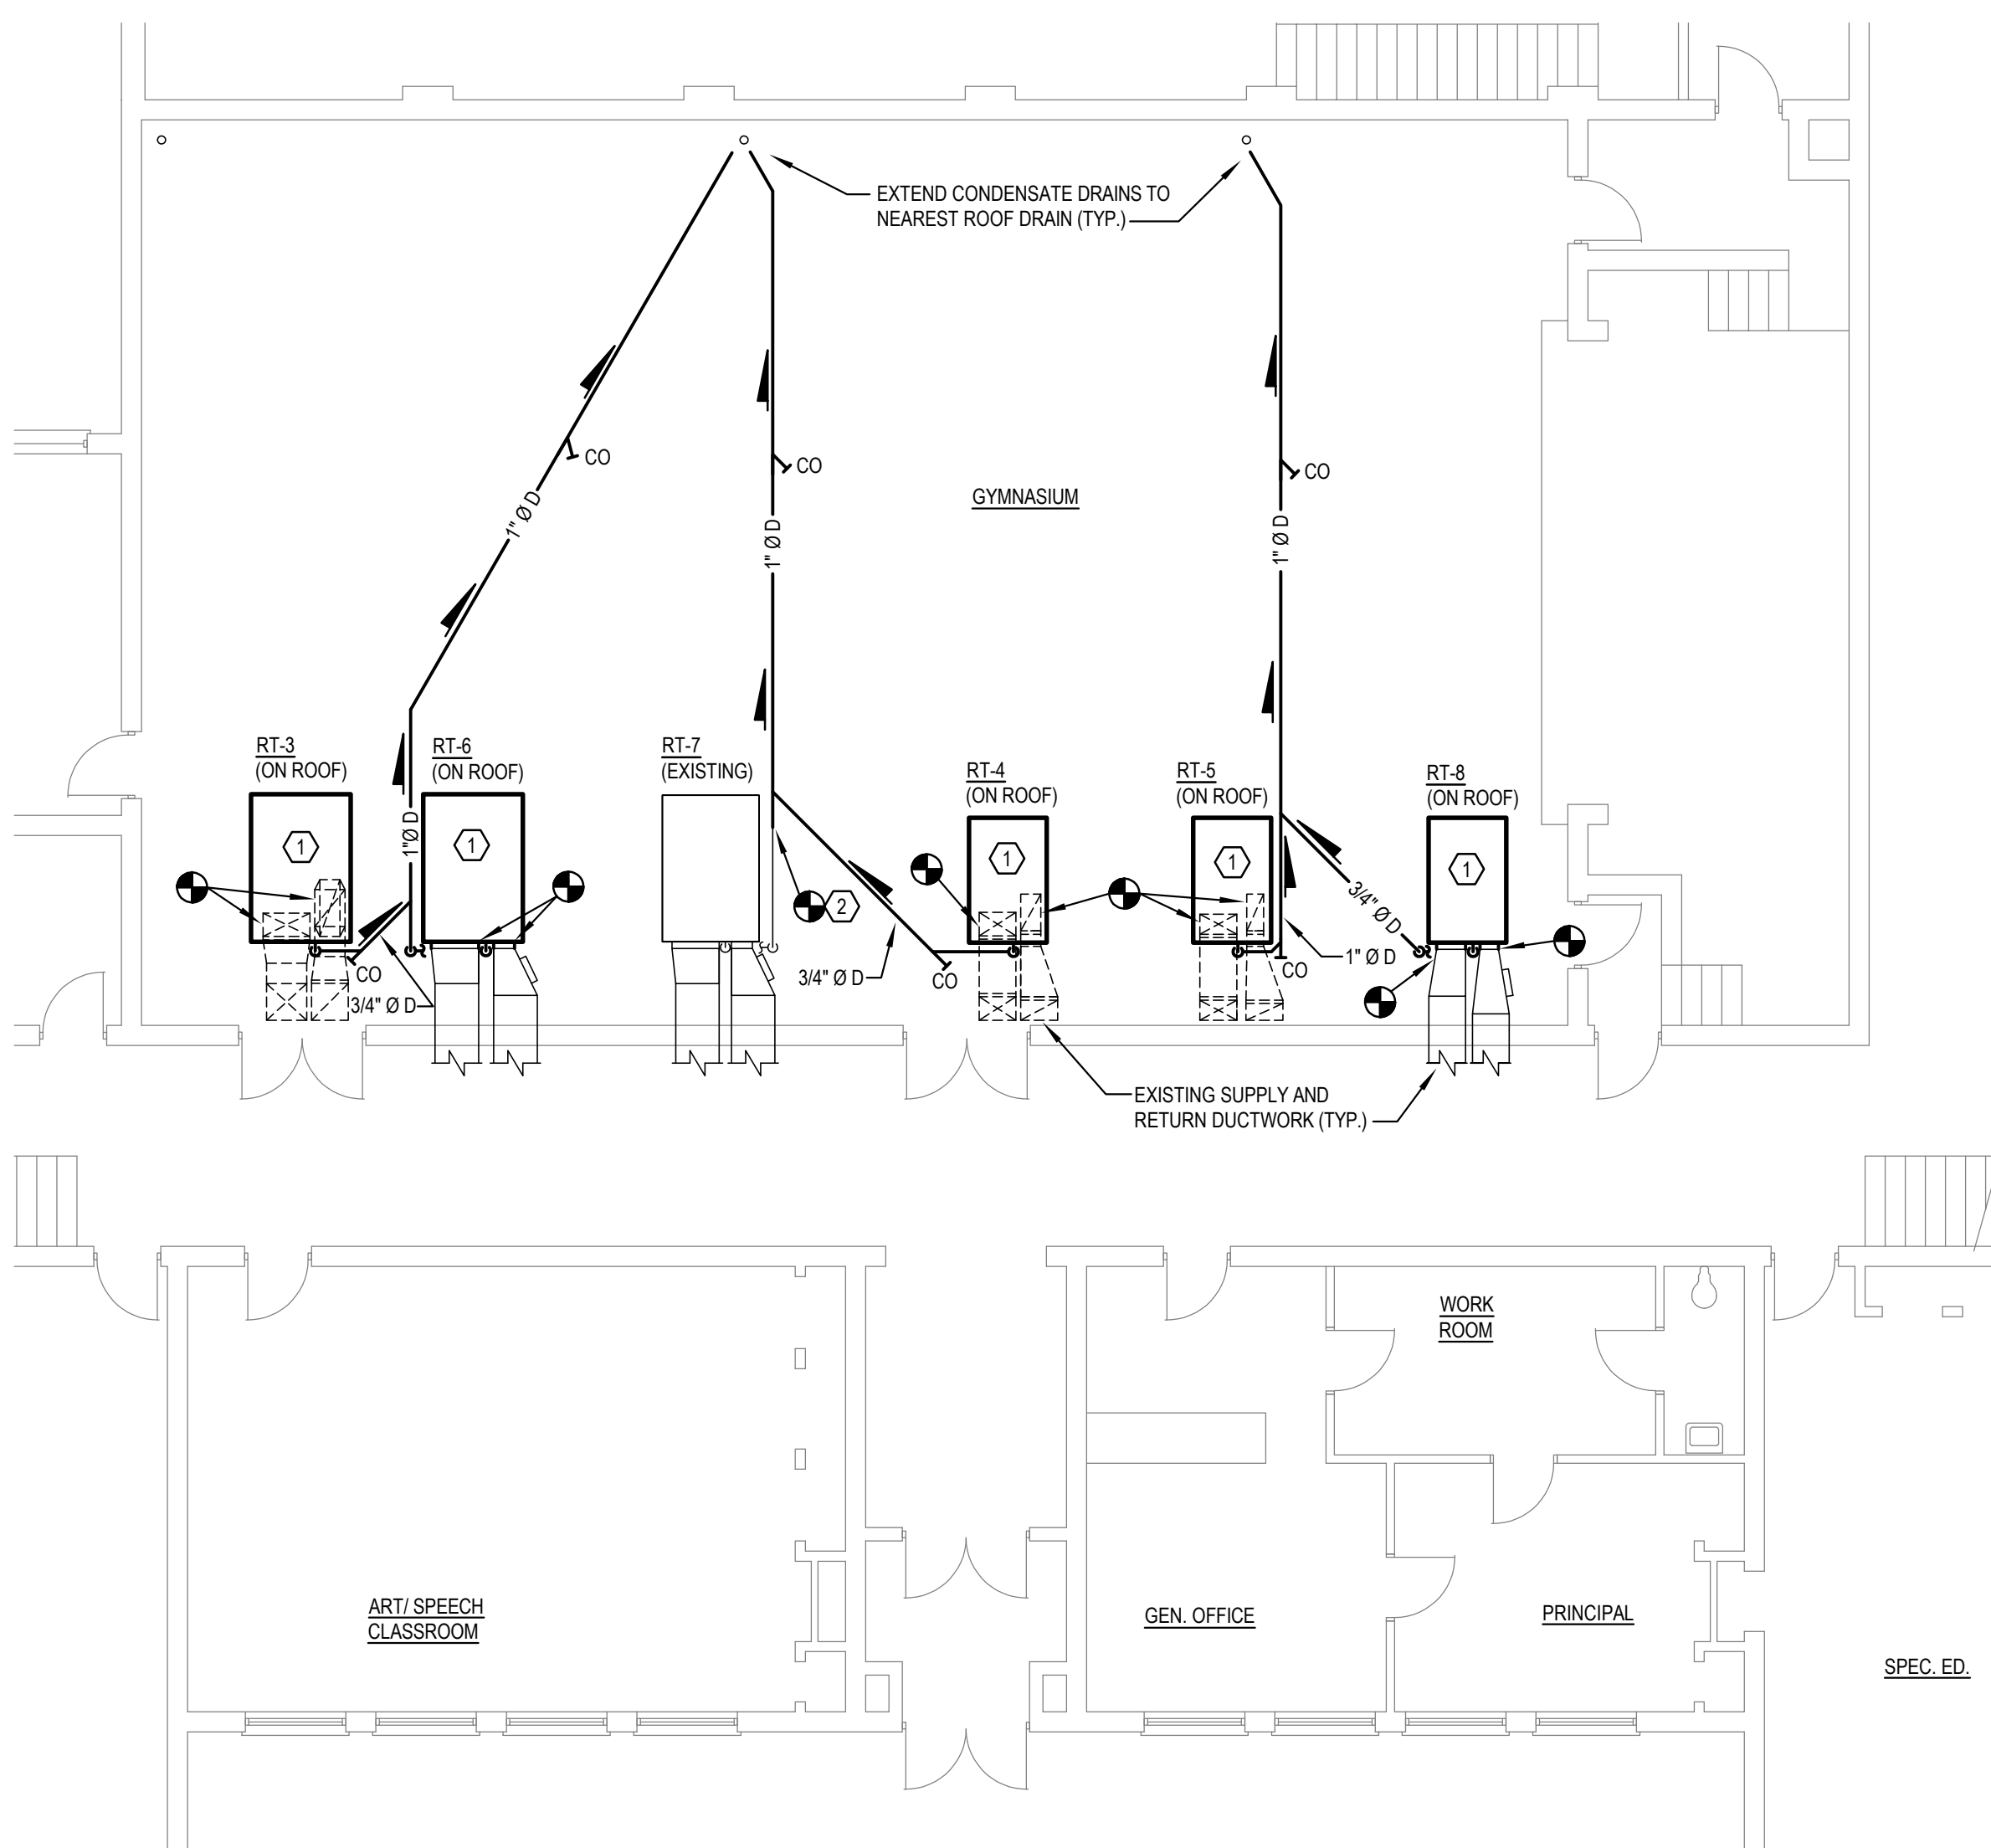 EXTEND CONDENSATE DRAINS TO
NEAREST ROOF DRAIN (TYP.)
CO
CO
CO
GYMNASIUM
1" Ø D
1" Ø D
1" Ø D
RT-3
(ON ROOF)
RT-6
(ON ROOF)
RT-7
(EXISTING)
RT-4
(ON ROOF)
RT-5
(ON ROOF)
RT-8
(ON ROOF)
1
1"Ø D
1
1
1
1
2
3/4" Ø D
CO
3/4" Ø D
3/4" Ø D
CO
CO
1" Ø D
EXISTING SUPPLY AND
RETURN DUCTWORK (TYP.)
WORK
ROOM
ART/ SPEECH
CLASSROOM
GEN. OFFICE
PRINCIPAL
SPEC. ED.